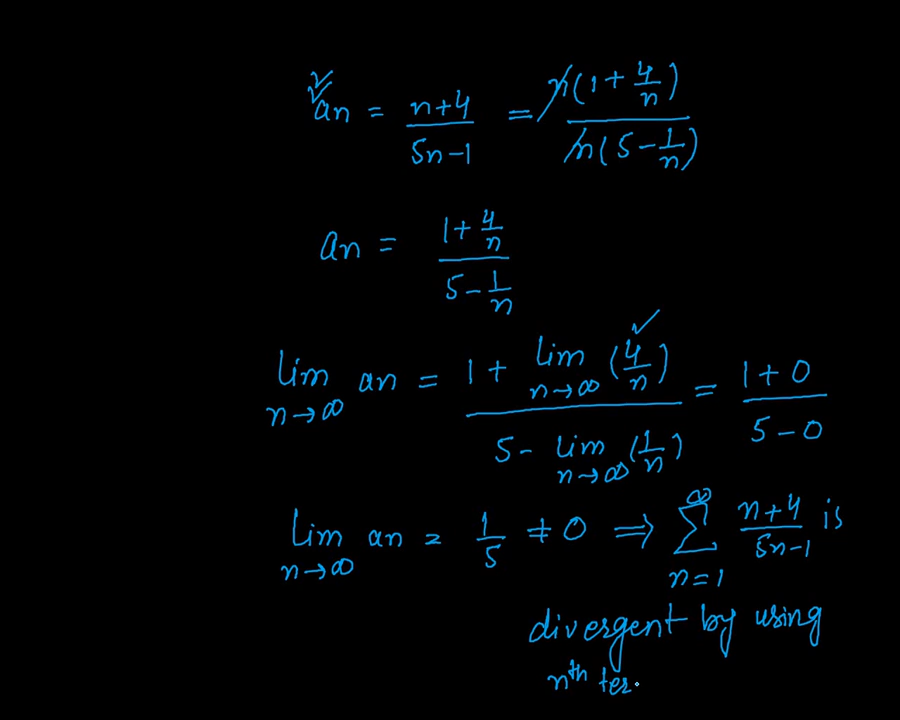 an = n+4 / 5n-1 = n(1 + 4/n) / n(5 - 1/n)
an = 1 + 4/n / 5 - 1/n
lim n→∞ an = 1 + lim n→∞ (4/n) / 5 - lim n→∞ (1/n) = 1 + 0 / 5 - 0
lim n→∞ an = 1/5 ≠ 0 ⇒ ∑ n=1 ∞ n+4 / 5n-1 is
divergent by using
nth ter